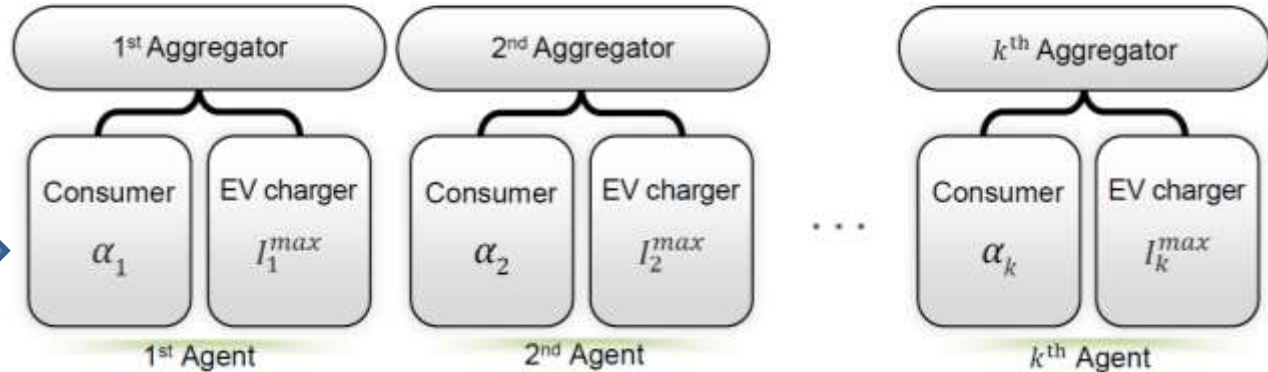 1st Aggregator
2nd Aggregator
kth Aggregator
Consumer
EV charger
Consumer
EV charger
Consumer
EV charger
α1
I1max
α2
I2max
...
αk
Ikmax
1st Agent
2nd Agent
kth Agent